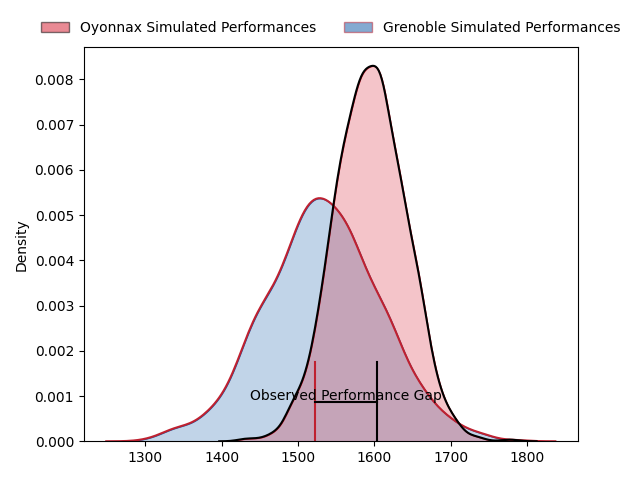 Oyonnax Simulated Performances
Grenoble Simulated Performances
0.008
0.007
0.006
0.005
0.004
0.003
0.002
0.001
0.000
Density
Observed Performance Gap
1300 1400 1500 1600 1700 1800